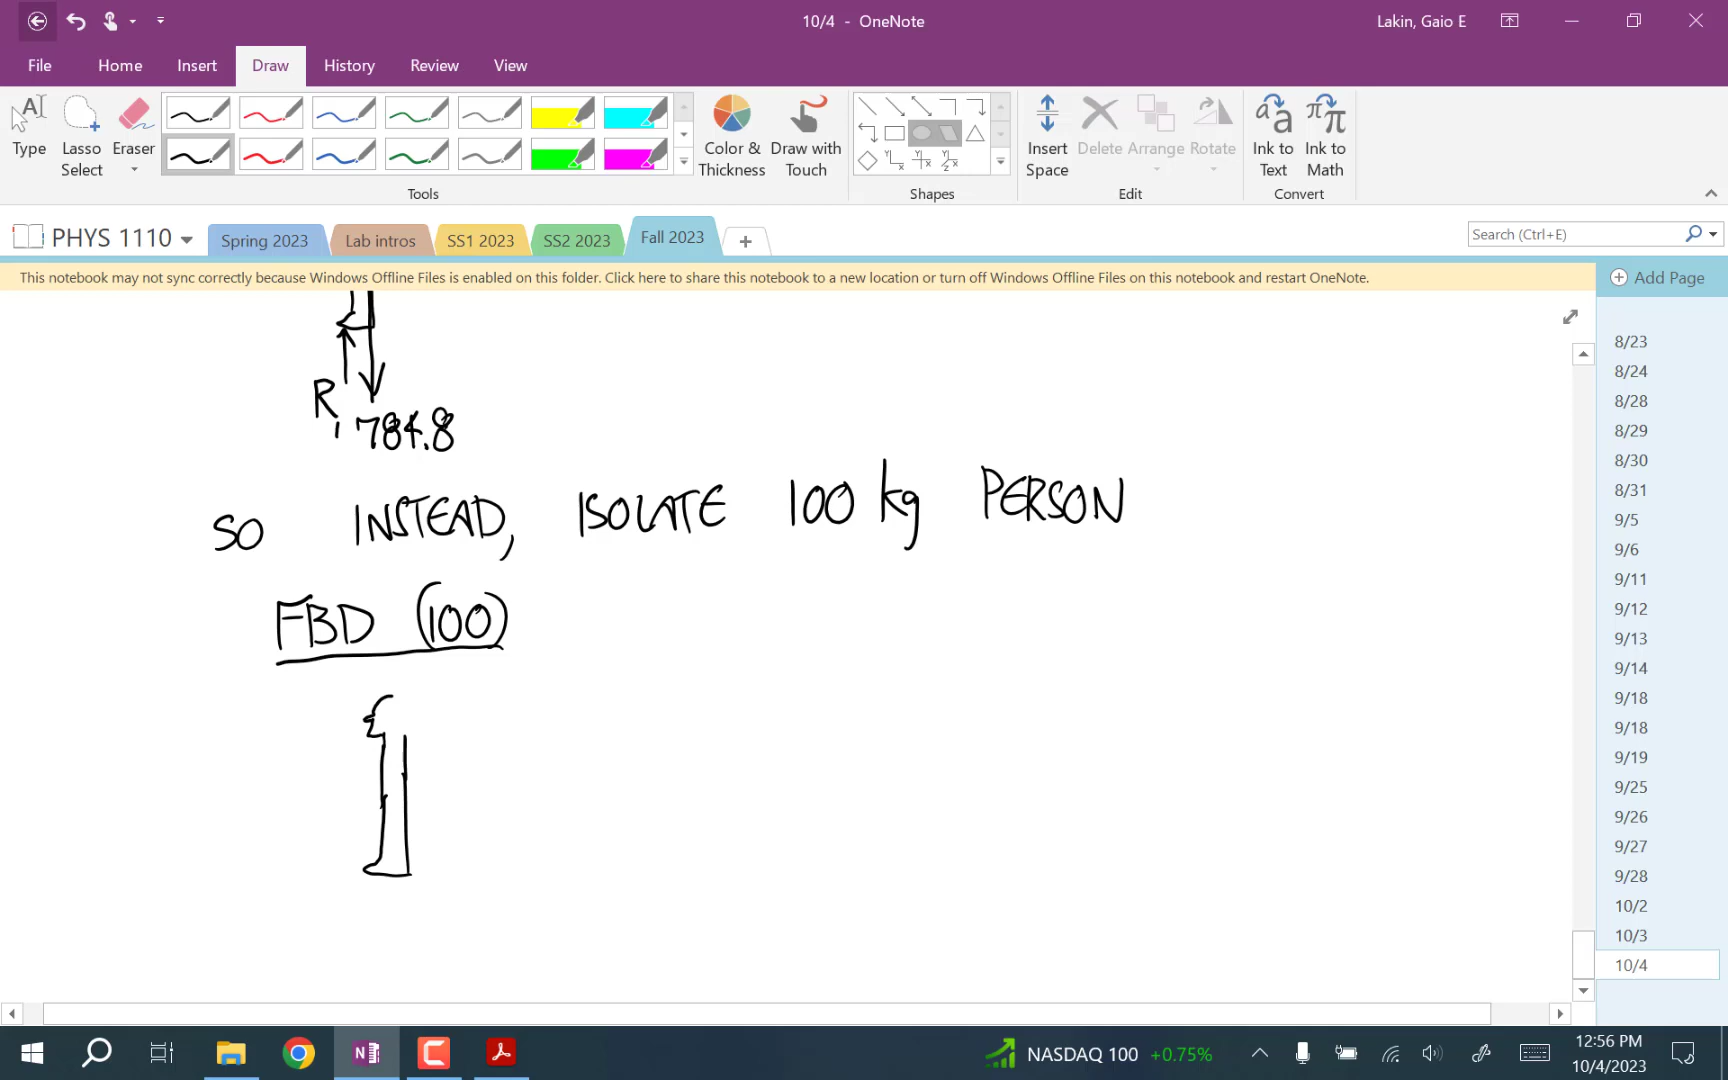 10/4 - OneNote
Lakin, Gaio E
File Home Insert Draw History Review View
Type
Lasso Select
Eraser
Color & Thickness
Draw with Touch
Insert Space
Delete
Arrange
Rotate
Ink to Text
Ink to Math
Tools
Shapes
Edit
Convert
PHYS 1110
Spring 2023
Lab intros
SS1 2023
SS2 2023
Fall 2023
Search (Ctrl+E)
This notebook may not sync correctly because Windows Offline Files is enabled on this folder. Click here to share this notebook to a new location or turn off Windows Offline Files on this notebook and restart OneNote.
Add Page
R1
784.8
SO INSTEAD, ISOLATE 100 kg PERSON
FBD (100)
8/23
8/24
8/28
8/29
8/30
8/31
9/5
9/6
9/11
9/12
9/13
9/14
9/18
9/18
9/19
9/25
9/26
9/27
9/28
10/2
10/3
10/4
NASDAQ 100 +0.75%
12:56 PM
10/4/2023